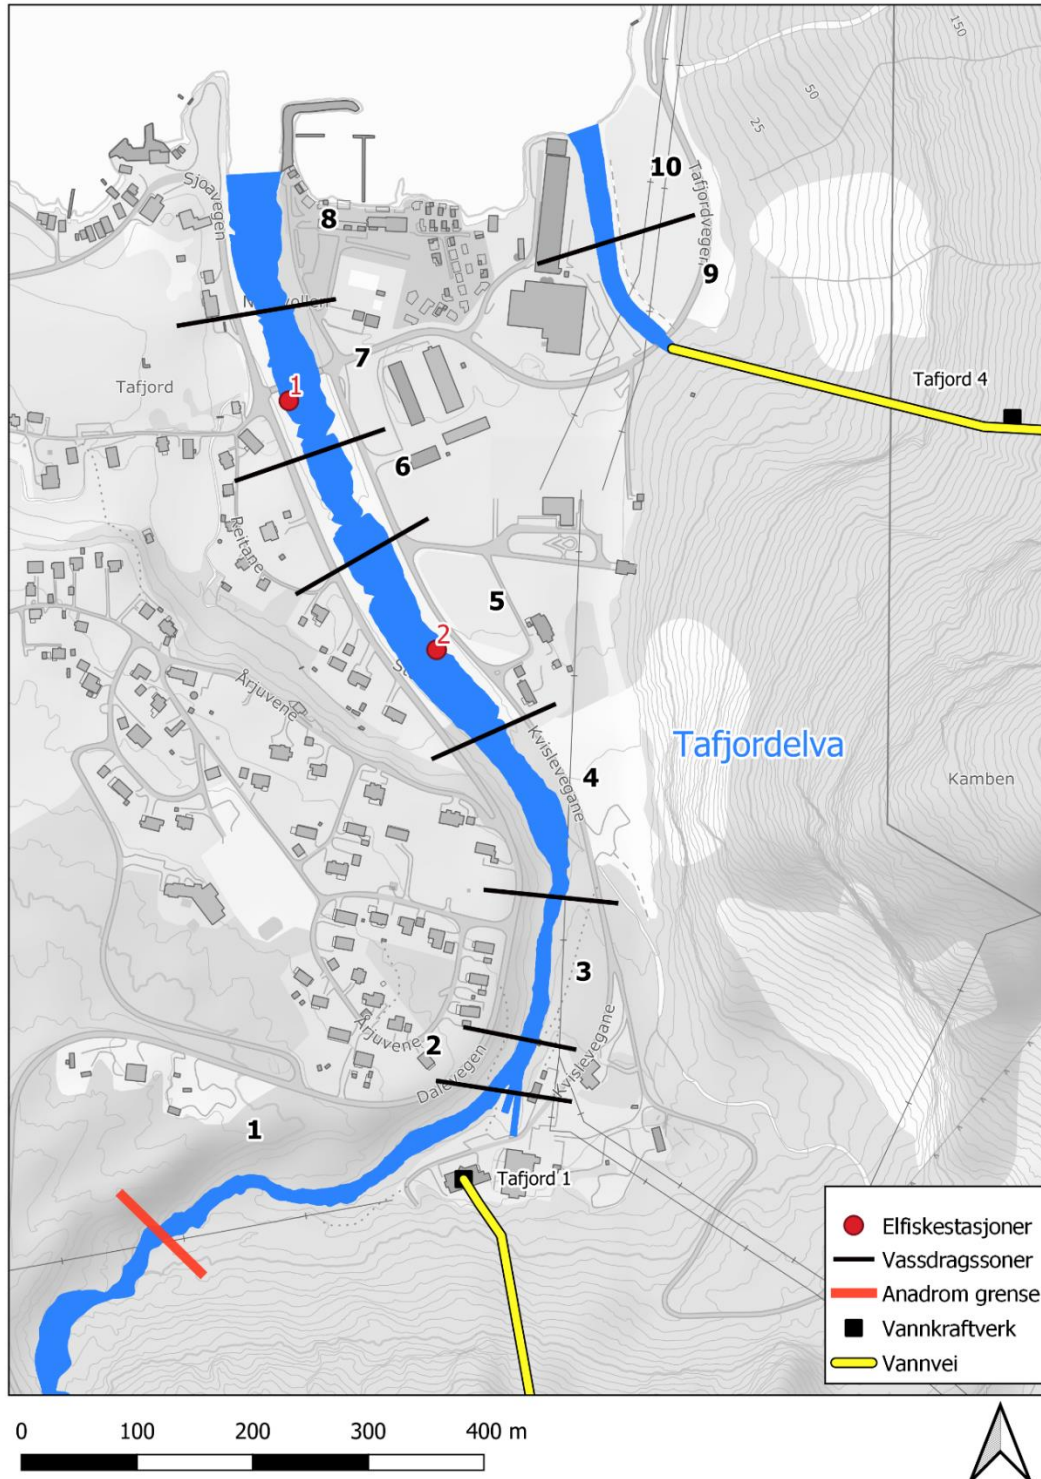 150
50
25
10
Tafjordvegen
Sjoavegen
8
9
7
Tafjord
1
Tafjord 4
6
Reitane
5
2
Årjuvene
Kvislevegane
4
Tafjordelva
Kamben
3
Årjuvene
2
Dalevegen
Kvislevegane
1
Tafjord 1
Elfiskestasjoner
Vassdragssoner
Anadrom grense
Vannkraftverk
Vannvei
0 100 200 300 400 m